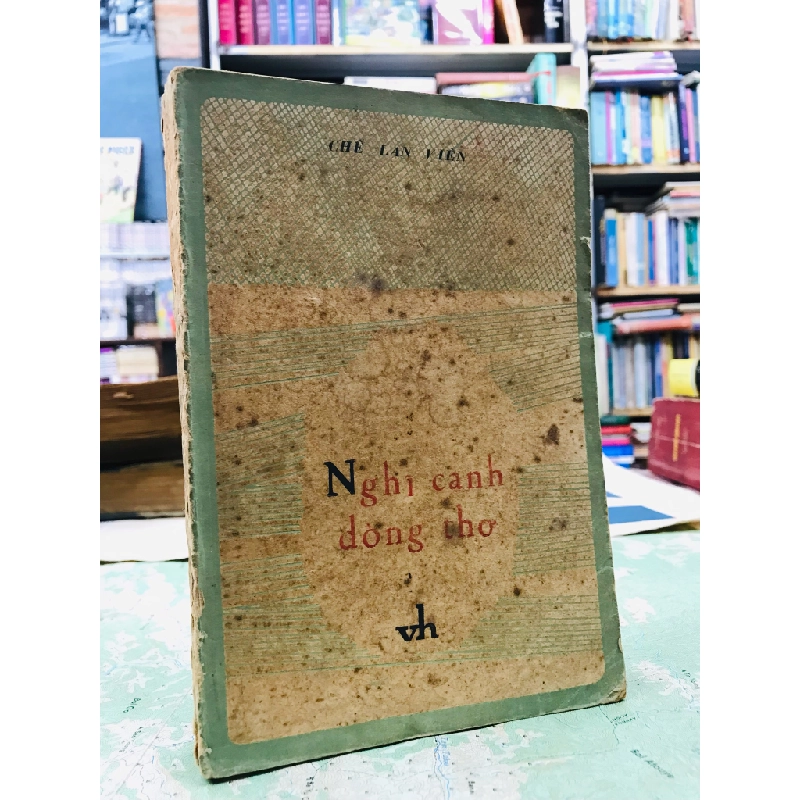 CHẾ LAN VIÊN
Nghĩ cạnh
dòng thơ
vh